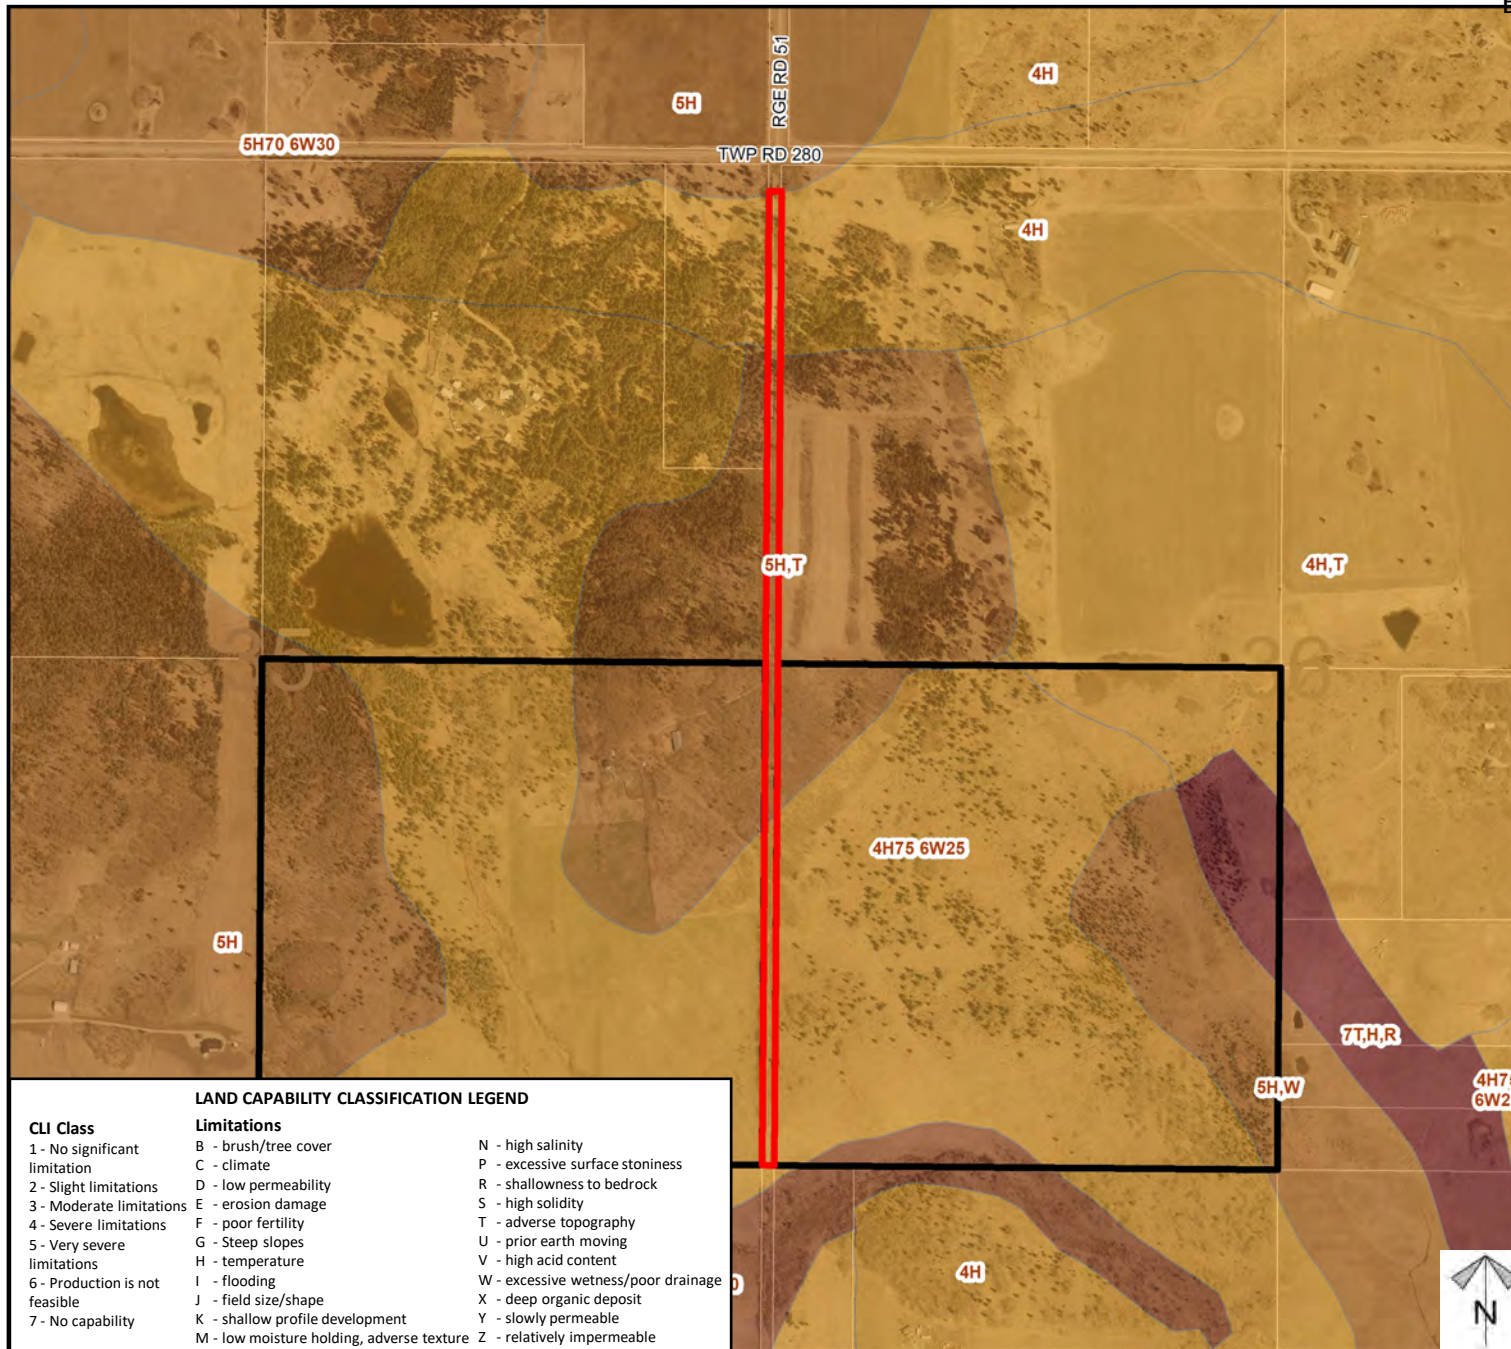 E
5H
RGE RD 51
4H
5H70 6W30
TWP RD 280
4H
5H,T
4H,T
35
36
4H75 6W25
5H
7T,H,R
5H,W
4H7
6W2
4H
0
N
LAND CAPABILITY CLASSIFICATION LEGEND
CLI Class
1 - No significant
limitation
2 - Slight limitations
3 - Moderate limitations
4 - Severe limitations
5 - Very severe
limitations
6 - Production is not
feasible
7 - No capability
Limitations
B - brush/tree cover
C - climate
D - low permeability
E - erosion damage
F - poor fertility
G - Steep slopes
H - temperature
I - flooding
J - field size/shape
K - shallow profile development
M - low moisture holding, adverse texture
N - high salinity
P - excessive surface stoniness
R - shallowness to bedrock
S - high solidity
T - adverse topography
U - prior earth moving
V - high acid content
W - excessive wetness/poor drainage
X - deep organic deposit
Y - slowly permeable
Z - relatively impermeable